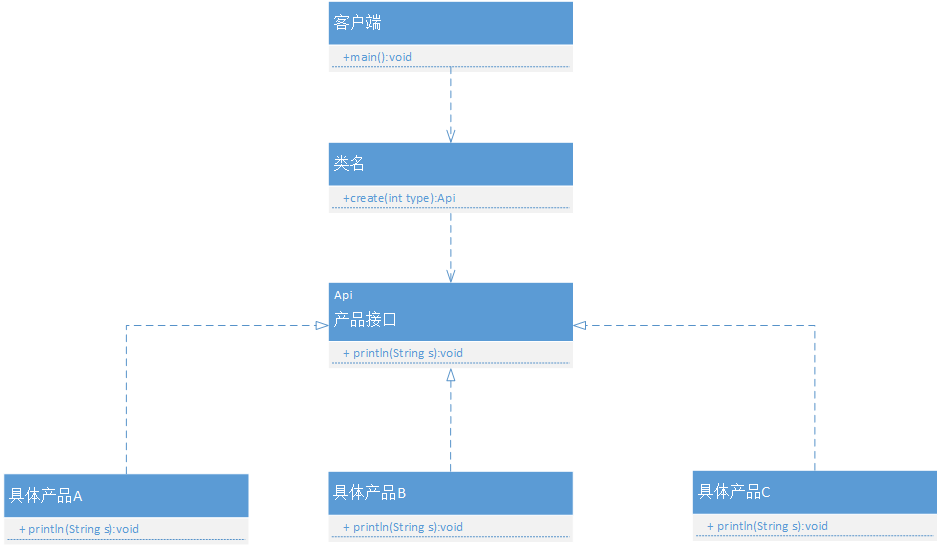 客户端
+main():void
类名
+create(int type):Api
Api
产品接口
+ println(String s):void
具体产品A
+ println(String s):void
具体产品B
+ println(String s):void
具体产品C
+ println(String s):void